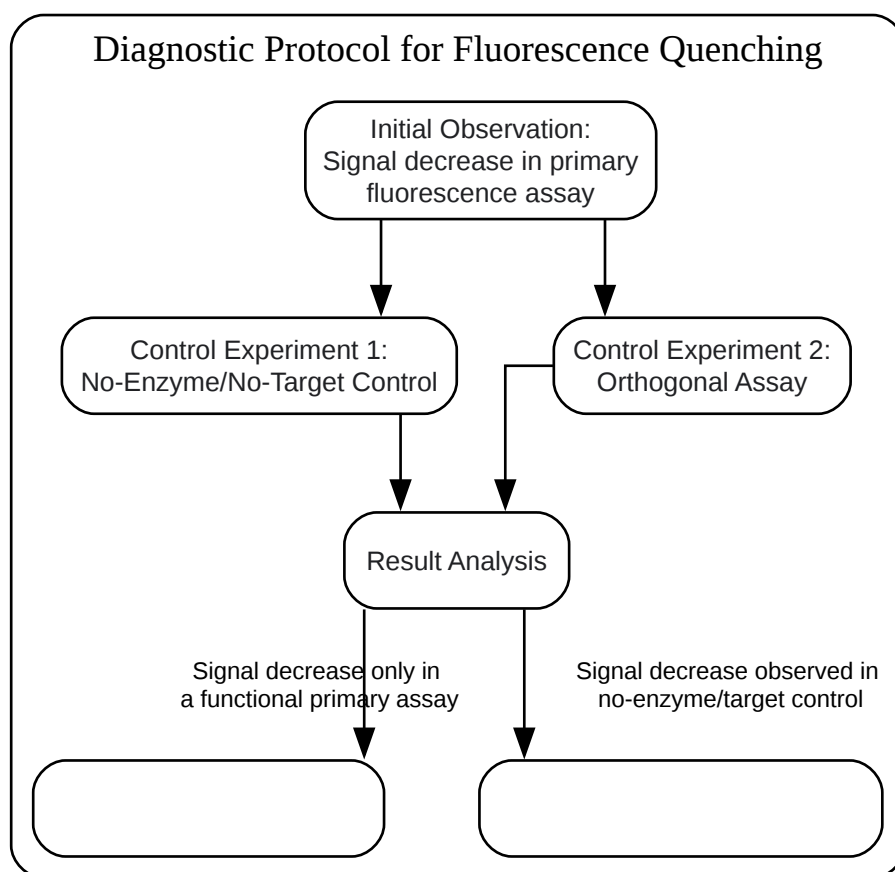 Diagnostic Protocol for Fluorescence Quenching
Initial Observation:
Signal decrease in primary
fluorescence assay
Control Experiment 1:
No-Enzyme/No-Target Control
Control Experiment 2:
Orthogonal Assay
Result Analysis
Signal decrease only in
a functional primary assay
Signal decrease observed in
no-enzyme/target control